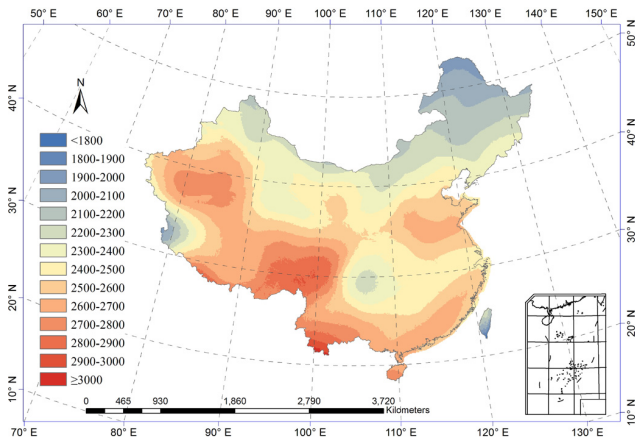 50° E 60° E 70° E 80° E 90° E 100° E 110° E 120° E 130° E 140° E 150° E
50° N
40° N
40° N
30° N
30° N
20° N
20° N
10° N
10° N
N
<1800
1800-1900
1900-2000
2000-2100
2100-2200
2200-2300
2300-2400
2400-2500
2500-2600
2600-2700
2700-2800
2800-2900
2900-3000
≥3000
0 465 930 1,860 2,790 3,720
Kilometers
70° E 80° E 90° E 100° E 110° E 120° E 130° E